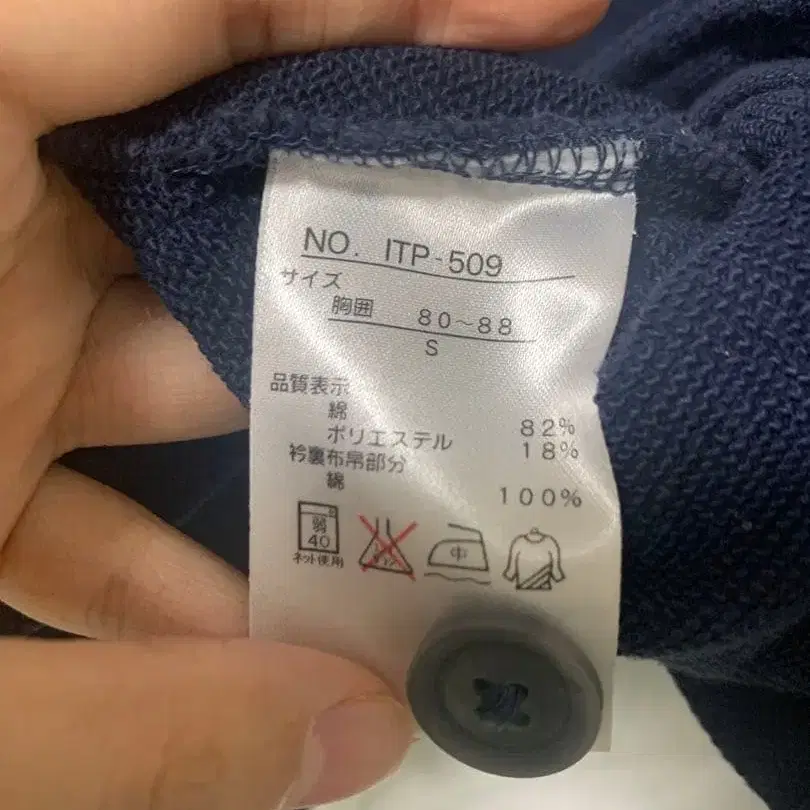 NO. ITP-509
サイズ
胸囲 80～88
S
品質表示
綿 82%
ポリエステル 18%
衿裏布帛部分
綿 100%
弱
40
ネット使用
中